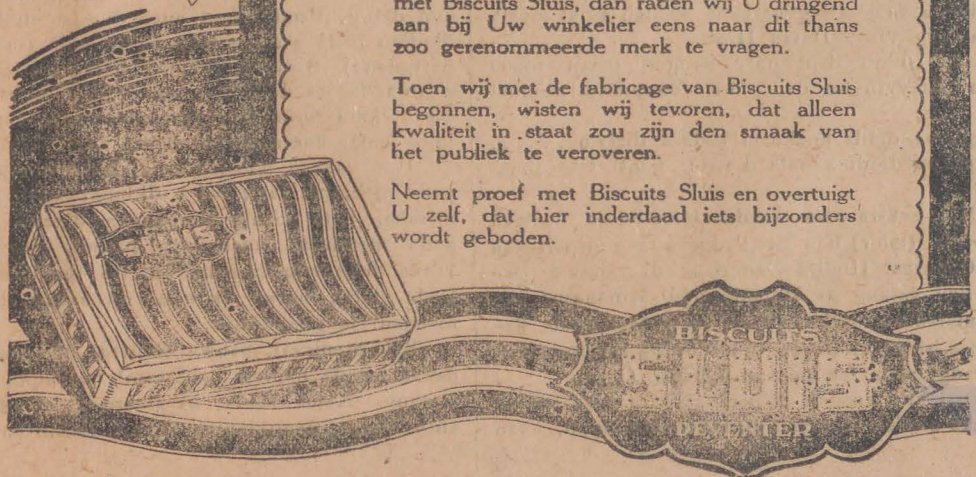 met Biscuits Sluis, dan raden wij U dringend
aan bij Uw winkelier eens naar dit thans
zoo gerenommeerde merk te vragen.
Toen wij met de fabricage van Biscuits Sluis
begonnen, wisten wij tevoren, dat alleen
kwaliteit in staat zou zijn den smaak van
het publiek te veroveren.
Neemt proef met Biscuits Sluis en overtuigt
U zelf, dat hier inderdaad iets bijzonders
wordt geboden.
SLUIS
BISCUITS
SLUIS
DEVENTER